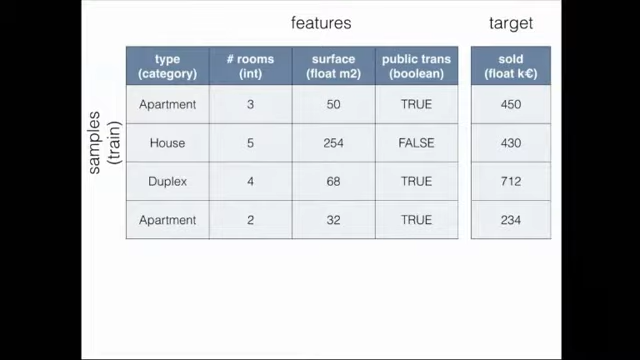 features target
type # rooms surface public trans sold
(category) (int) (float m2) (boolean) (float k€)
Apartment 3 50 TRUE 450
House 5 254 FALSE 430
Duplex 4 68 TRUE 712
Apartment 2 32 TRUE 234
samples
(train)